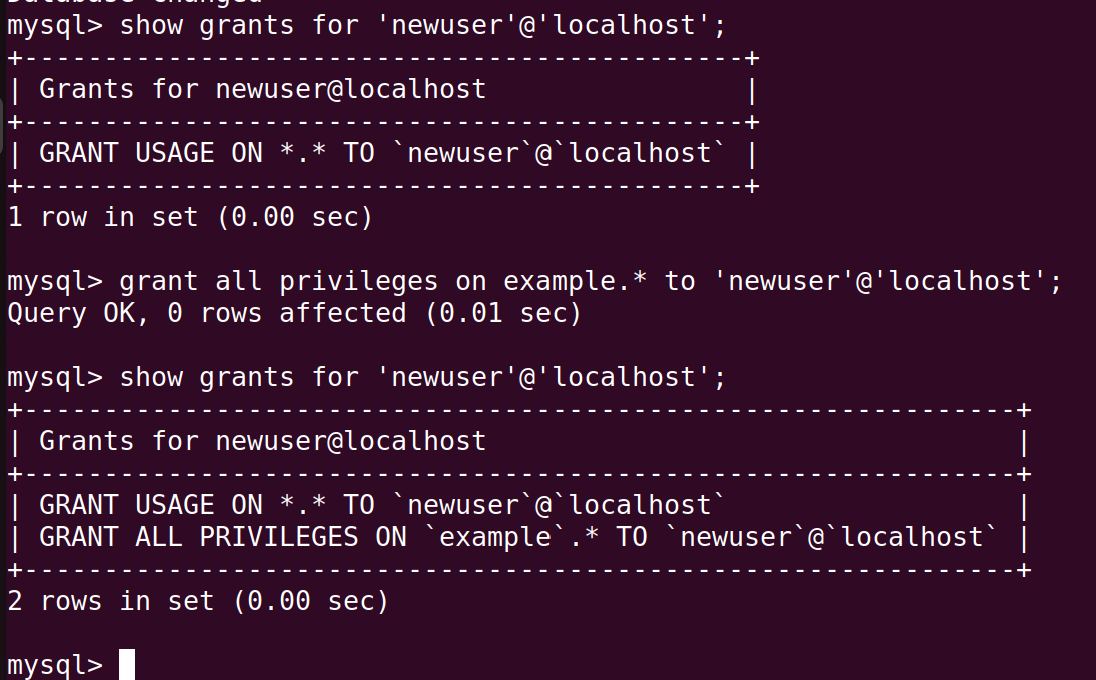 Database changed
mysql> show grants for 'newuser'@'localhost';
+---------------------------------------------+
| Grants for newuser@localhost                |
+---------------------------------------------+
| GRANT USAGE ON *.* TO `newuser`@`localhost` |
+---------------------------------------------+
1 row in set (0.00 sec)

mysql> grant all privileges on example.* to 'newuser'@'localhost';
Query OK, 0 rows affected (0.01 sec)

mysql> show grants for 'newuser'@'localhost';
+--------------------------------------------------------------+
| Grants for newuser@localhost                                 |
+--------------------------------------------------------------+
| GRANT USAGE ON *.* TO `newuser`@`localhost`                  |
| GRANT ALL PRIVILEGES ON `example`.* TO `newuser`@`localhost` |
+--------------------------------------------------------------+
2 rows in set (0.00 sec)

mysql>